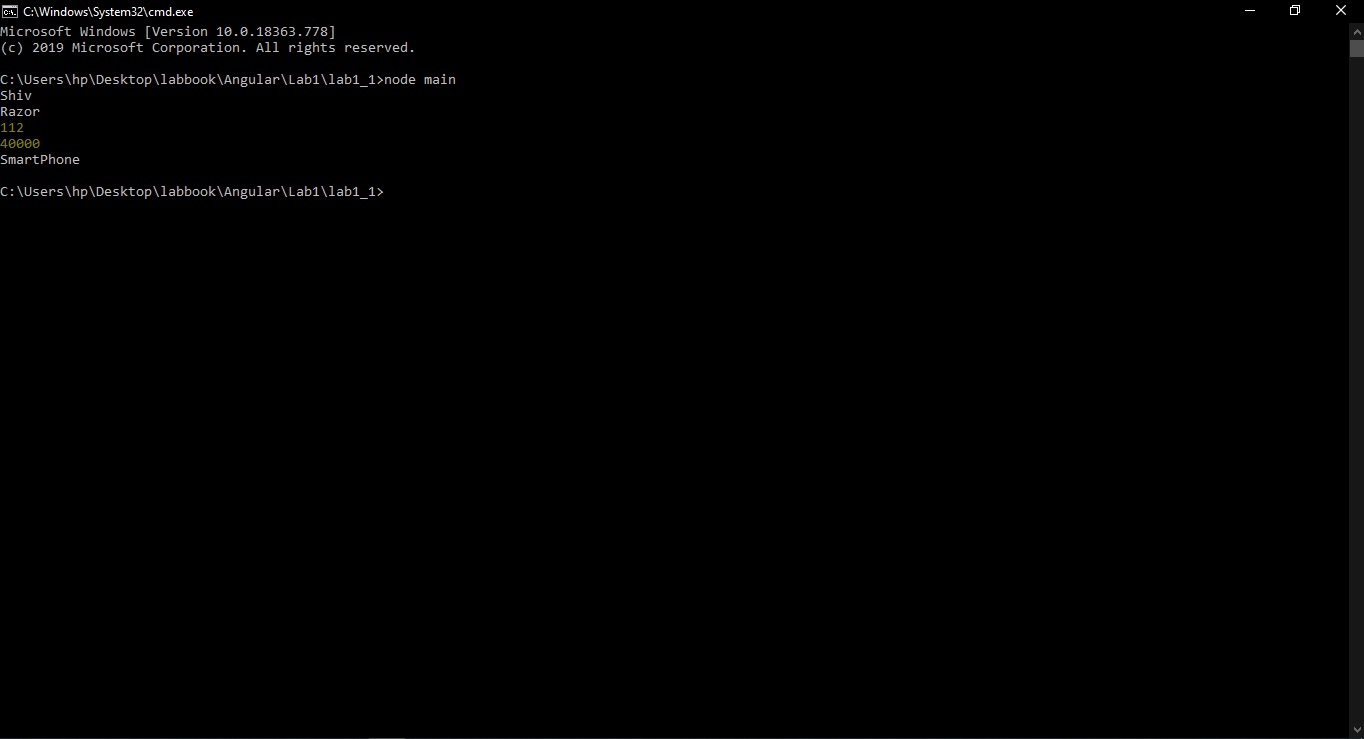 C:\Windows\System32\cmd.exe
Microsoft Windows [Version 10.0.18363.778]
(c) 2019 Microsoft Corporation. All rights reserved.
C:\Users\hp\Desktop\labbook\Angular\Lab1\lab1_1>node main
Shiv
Razor
112
40000
SmartPhone
C:\Users\hp\Desktop\labbook\Angular\Lab1\lab1_1>